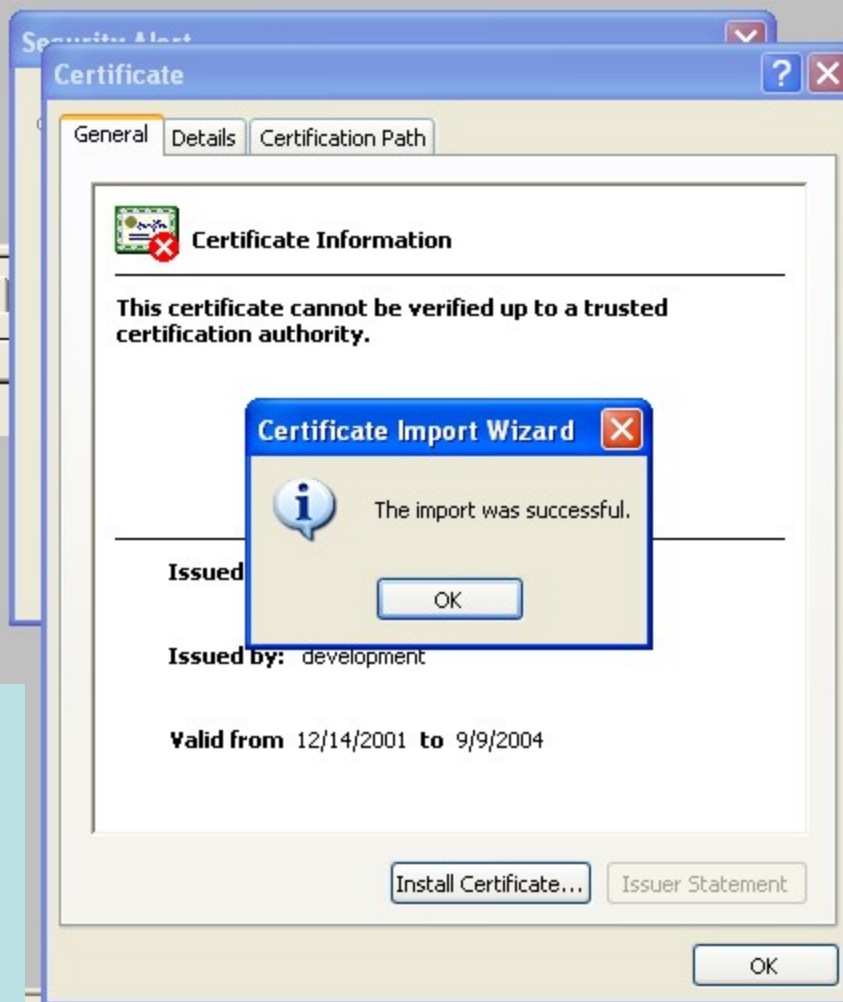 Security Alert
Certificate
General Details Certification Path
Certificate Information
This certificate cannot be verified up to a trusted
certification authority.
Certificate Import Wizard
The import was successful.
OK
Issued
Issued by: development
Valid from 12/14/2001 to 9/9/2004
Install Certificate... Issuer Statement
OK